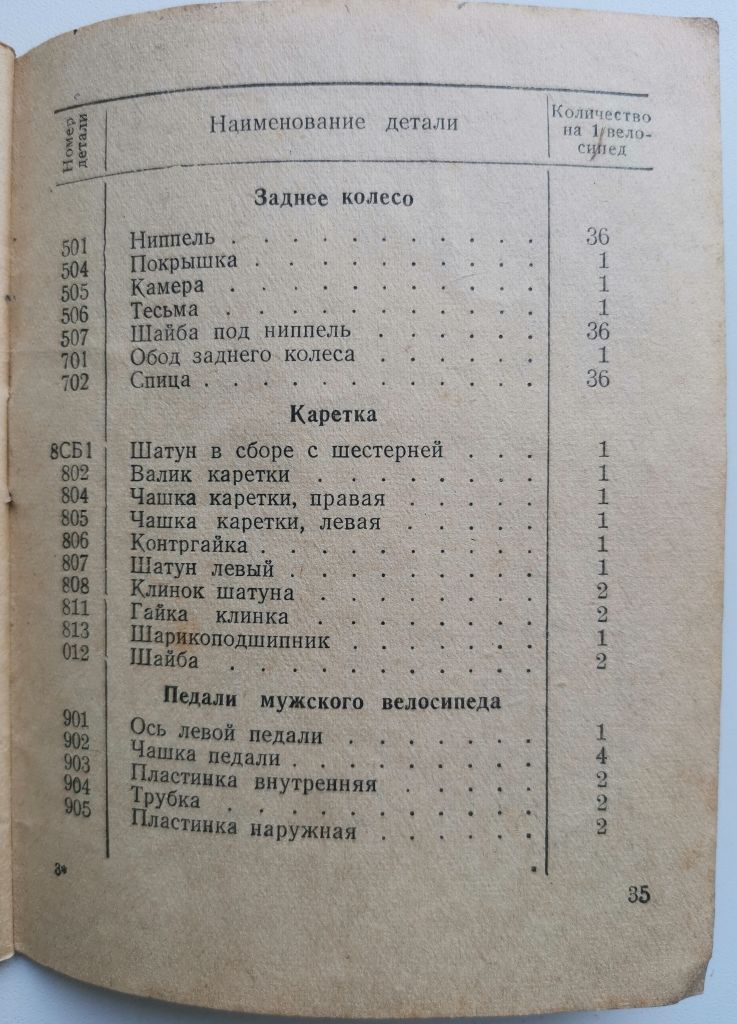 Номер детали
Наименование детали
Количество
на 1 вело-
сипед
Заднее колесо
501 Ниппель . . . . . . . . . . . 36
504 Покрышка . . . . . . . . . . 1
505 Камера . . . . . . . . . . . 1
506 Тесьма . . . . . . . . . . . 1
507 Шайба под ниппель . . . . . . 36
701 Обод заднего колеса . . . . . . 1
702 Спица . . . . . . . . . . . . 36
Каретка
8СБ1 Шатун в сборе с шестерней . . . 1
802 Валик каретки . . . . . . . . 1
804 Чашка каретки, правая . . . . . 1
805 Чашка каретки, левая . . . . . 1
806 Контргайка . . . . . . . . . . 1
807 Шатун левый . . . . . . . . . 1
808 Клинок шатуна . . . . . . . . 2
811 Гайка клинка . . . . . . . . 2
813 Шарикоподшипник . . . . . . . 1
012 Шайба . . . . . . . . . . . 2
Педали мужского велосипеда
901 Ось левой педали . . . . . . . 1
902 Чашка педали . . . . . . . . . 4
903 Пластинка внутренняя . . . . . 2
904 Трубка . . . . . . . . . . . 2
905 Пластинка наружная . . . . . . 2
3*
35